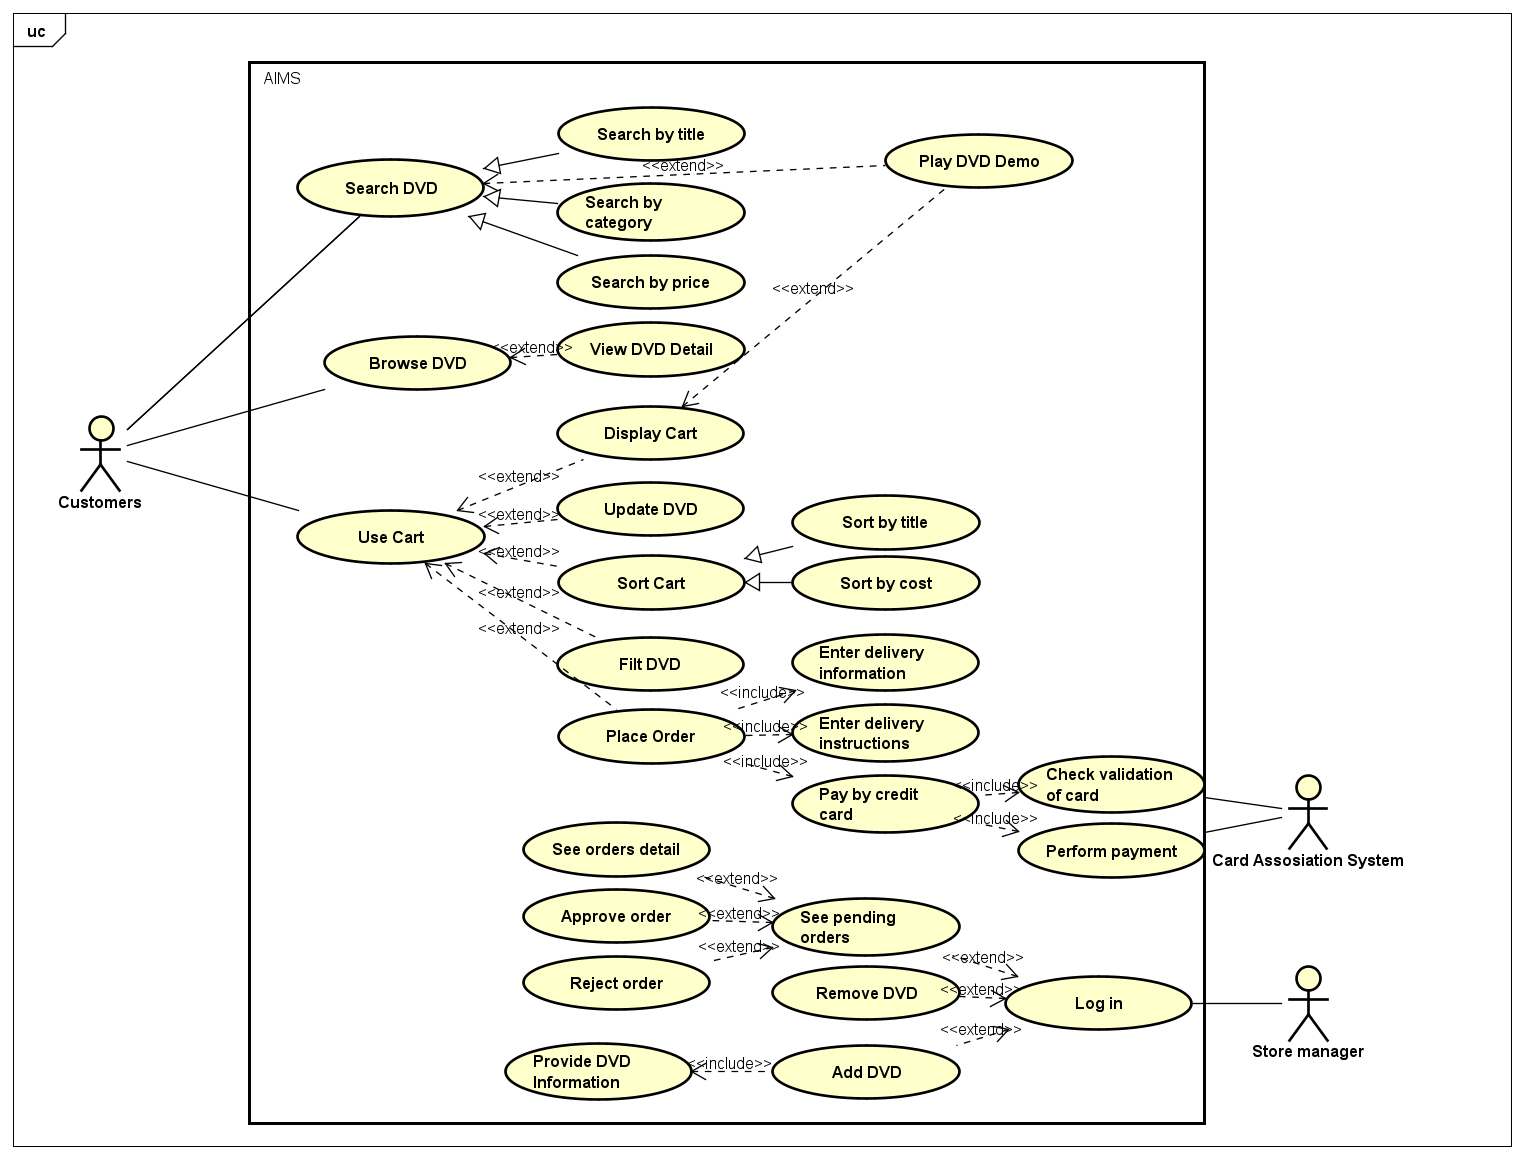 uc
AIMS
Search by title
<<extend>>
Play DVD Demo
Search DVD
Search by
category
Search by price
<<extend>>
<<extend>>
View DVD Detail
Browse DVD
Display Cart
Customers
<<extend>>
Update DVD
<<extend>>
Sort by title
Use Cart
<<extend>>
Sort Cart
Sort by cost
<<extend>>
<<extend>>
Filt DVD
Enter delivery
information
<<include>>
Place Order
<<include>>
Enter delivery
instructions
<<include>>
Pay by credit
card
<<include>>
Check validation
of card
<<include>>
Perform payment
Card Assosiation System
See orders detail
<<extend>>
Approve order
<<extend>>
See pending
orders
<<extend>>
Reject order
<<extend>>
Remove DVD
<<extend>>
Log in
<<extend>>
Store manager
Provide DVD
Information
<<include>>
Add DVD